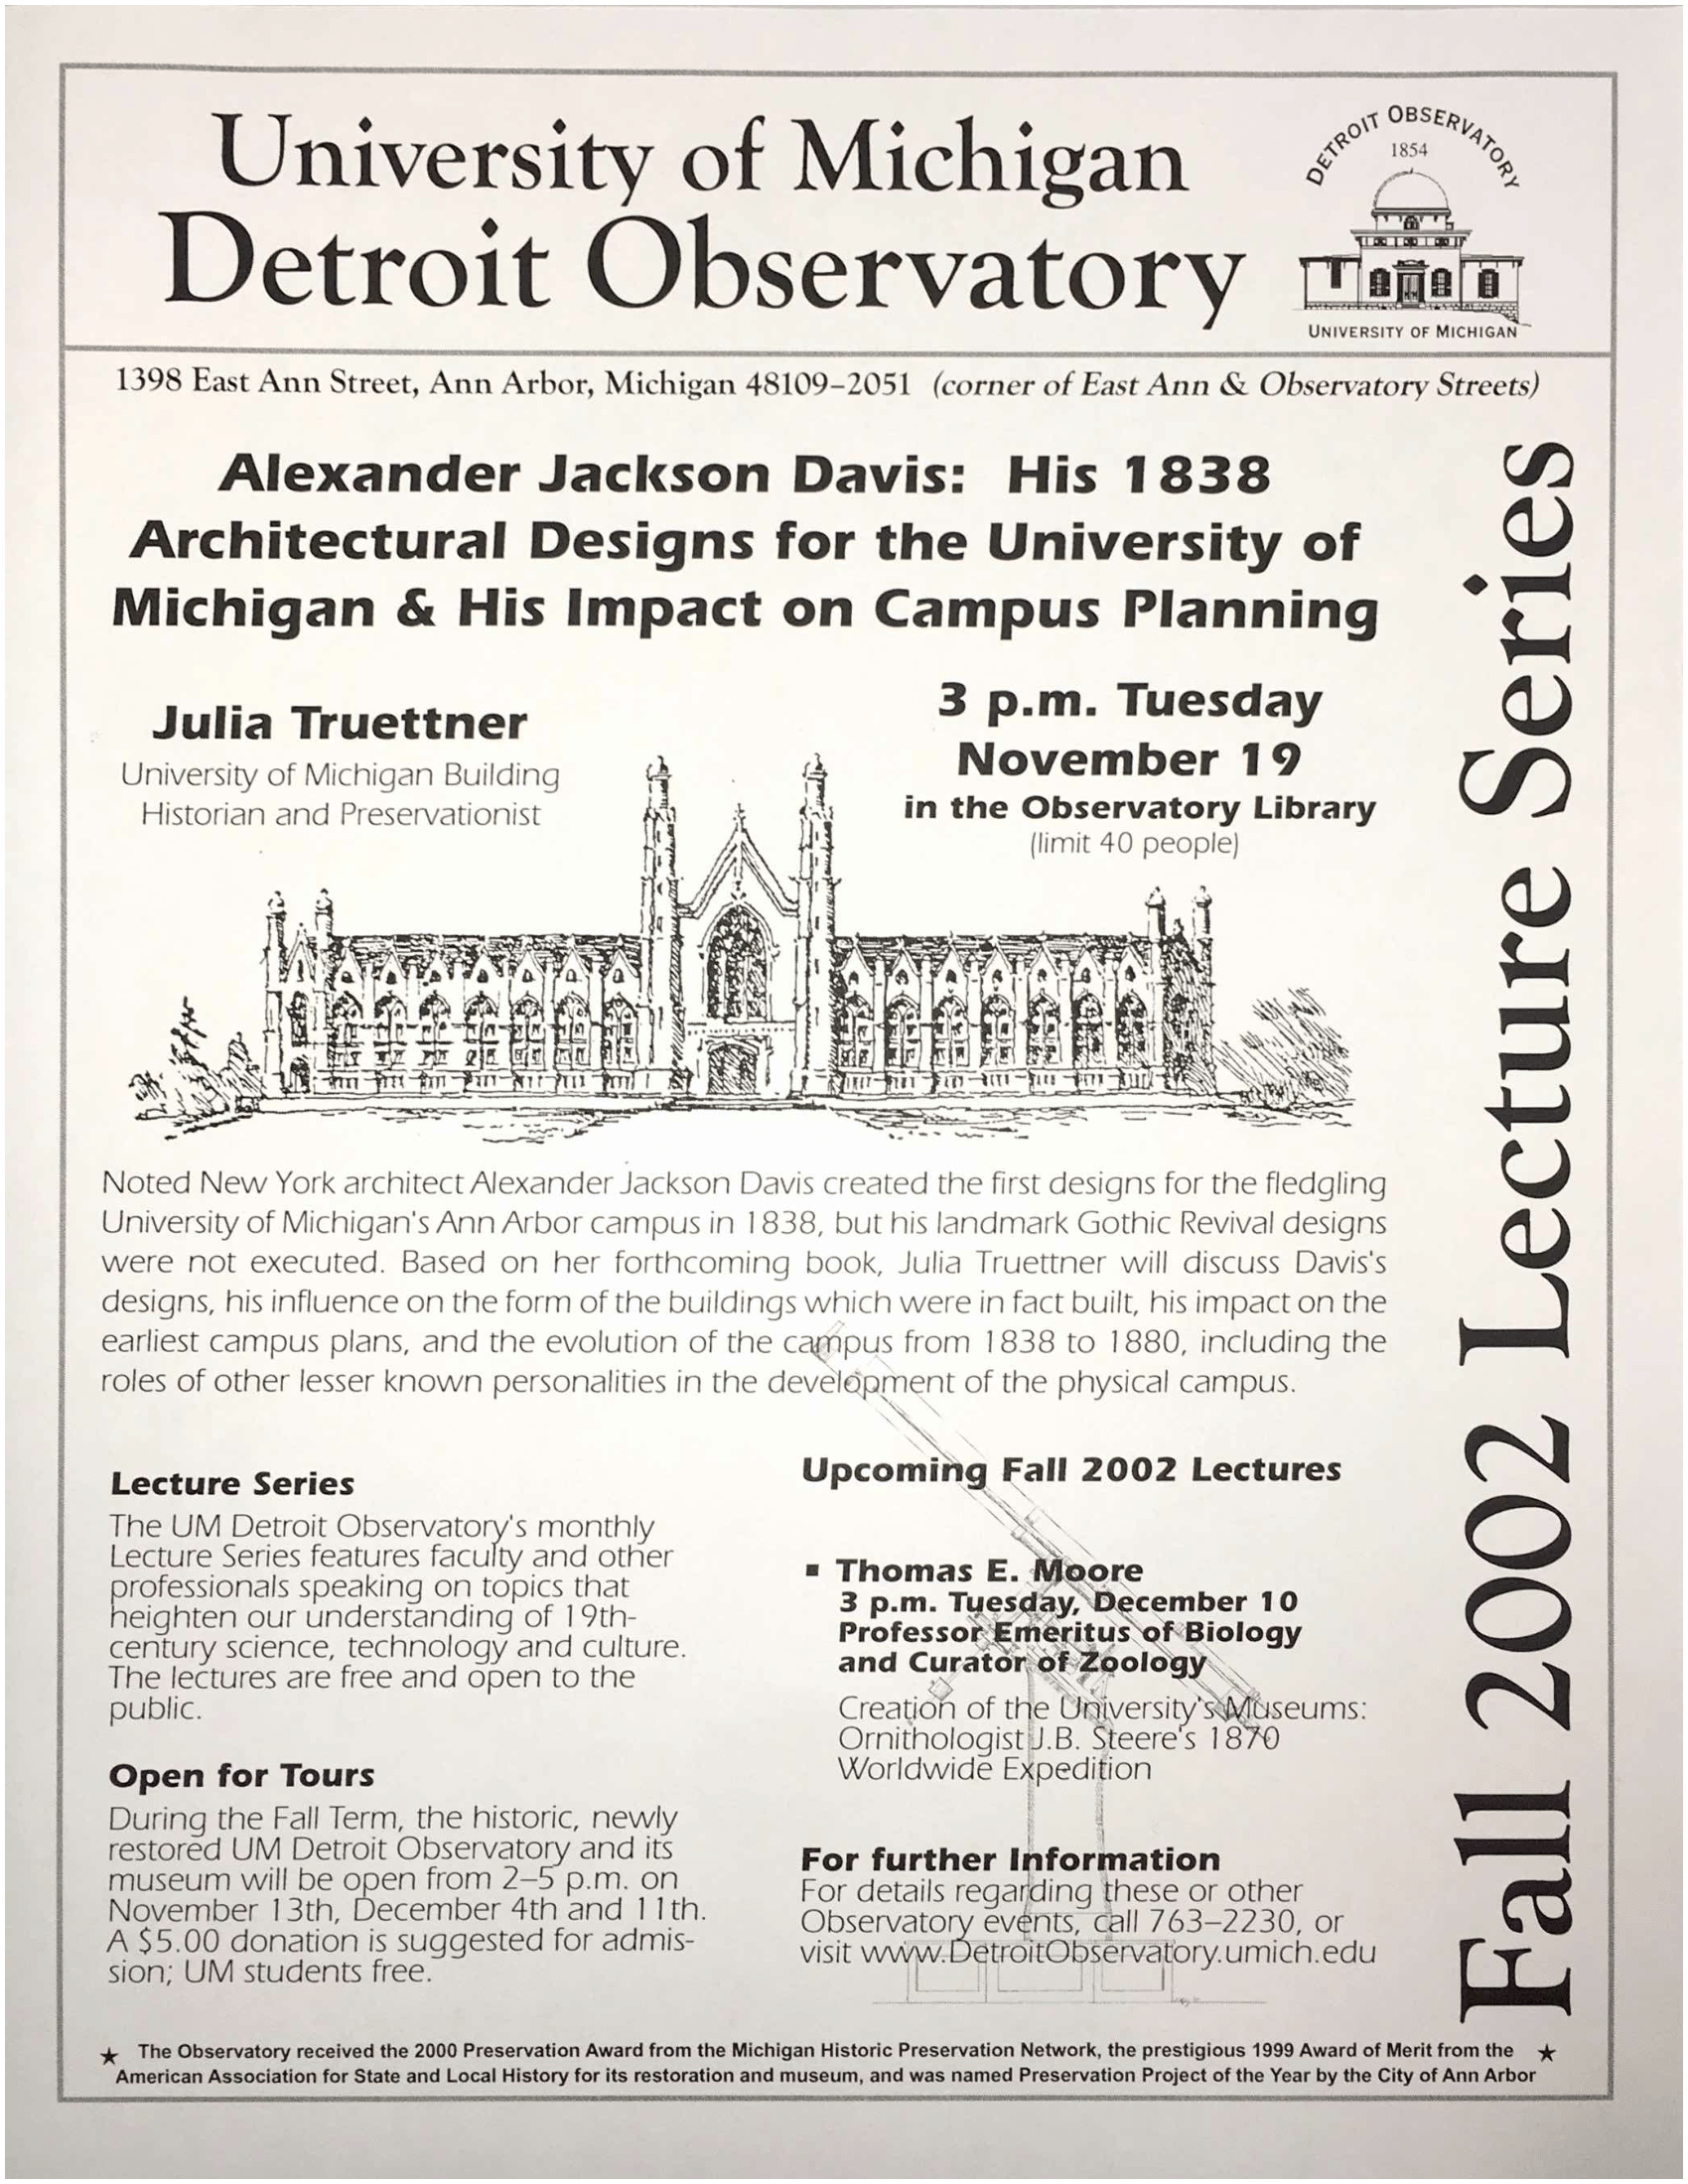 University of Michigan
Detroit Observatory
DETROIT OBSERVATORY
1854
UNIVERSITY OF MICHIGAN
1398 East Ann Street, Ann Arbor, Michigan 48109–2051 (corner of East Ann & Observatory Streets)
Alexander Jackson Davis: His 1838
Architectural Designs for the University of
Michigan & His Impact on Campus Planning
Julia Truettner
University of Michigan Building
Historian and Preservationist
3 p.m. Tuesday
November 19
in the Observatory Library
(limit 40 people)
Noted New York architect Alexander Jackson Davis created the first designs for the fledgling
University of Michigan's Ann Arbor campus in 1838, but his landmark Gothic Revival designs
were not executed. Based on her forthcoming book, Julia Truettner will discuss Davis's
designs, his influence on the form of the buildings which were in fact built, his impact on the
earliest campus plans, and the evolution of the campus from 1838 to 1880, including the
roles of other lesser known personalities in the development of the physical campus.
Lecture Series
The UM Detroit Observatory's monthly
Lecture Series features faculty and other
professionals speaking on topics that
heighten our understanding of 19th-
century science, technology and culture.
The lectures are free and open to the
public.
Open for Tours
During the Fall Term, the historic, newly
restored UM Detroit Observatory and its
museum will be open from 2–5 p.m. on
November 13th, December 4th and 11th.
A $5.00 donation is suggested for admis-
sion; UM students free.
Upcoming Fall 2002 Lectures
▪ Thomas E. Moore
3 p.m. Tuesday, December 10
Professor Emeritus of Biology
and Curator of Zoology
Creation of the University's Museums:
Ornithologist J.B. Steere's 1870
Worldwide Expedition
For further Information
For details regarding these or other
Observatory events, call 763–2230, or
visit www.DetroitObservatory.umich.edu
Fall 2002 Lecture Series
★ The Observatory received the 2000 Preservation Award from the Michigan Historic Preservation Network, the prestigious 1999 Award of Merit from the ★
American Association for State and Local History for its restoration and museum, and was named Preservation Project of the Year by the City of Ann Arbor